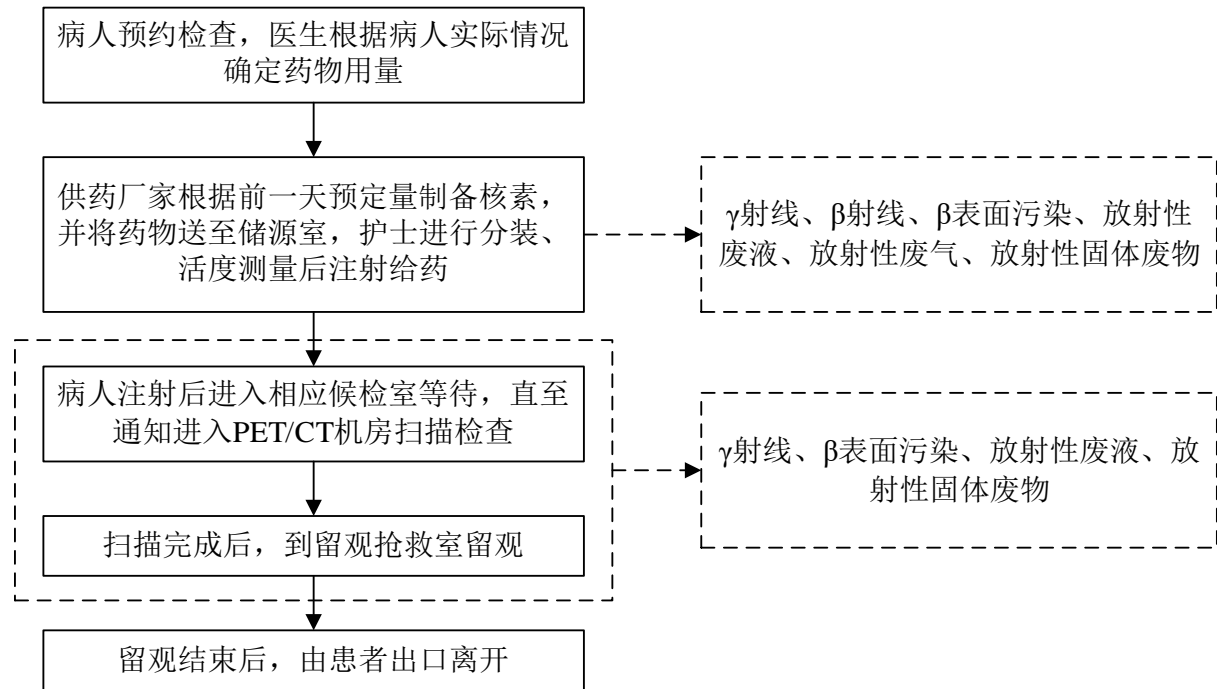 病人预约检查，医生根据病人实际情况
确定药物用量
供药厂家根据前一天预定量制备核素，
并将药物送至储源室，护士进行分装、
活度测量后注射给药
γ射线、β射线、β表面污染、放射性
废液、放射性废气、放射性固体废物
病人注射后进入相应候检室等待，直至
通知进入PET/CT机房扫描检查
γ射线、β表面污染、放射性废液、放
射性固体废物
扫描完成后，到留观抢救室留观
留观结束后，由患者出口离开